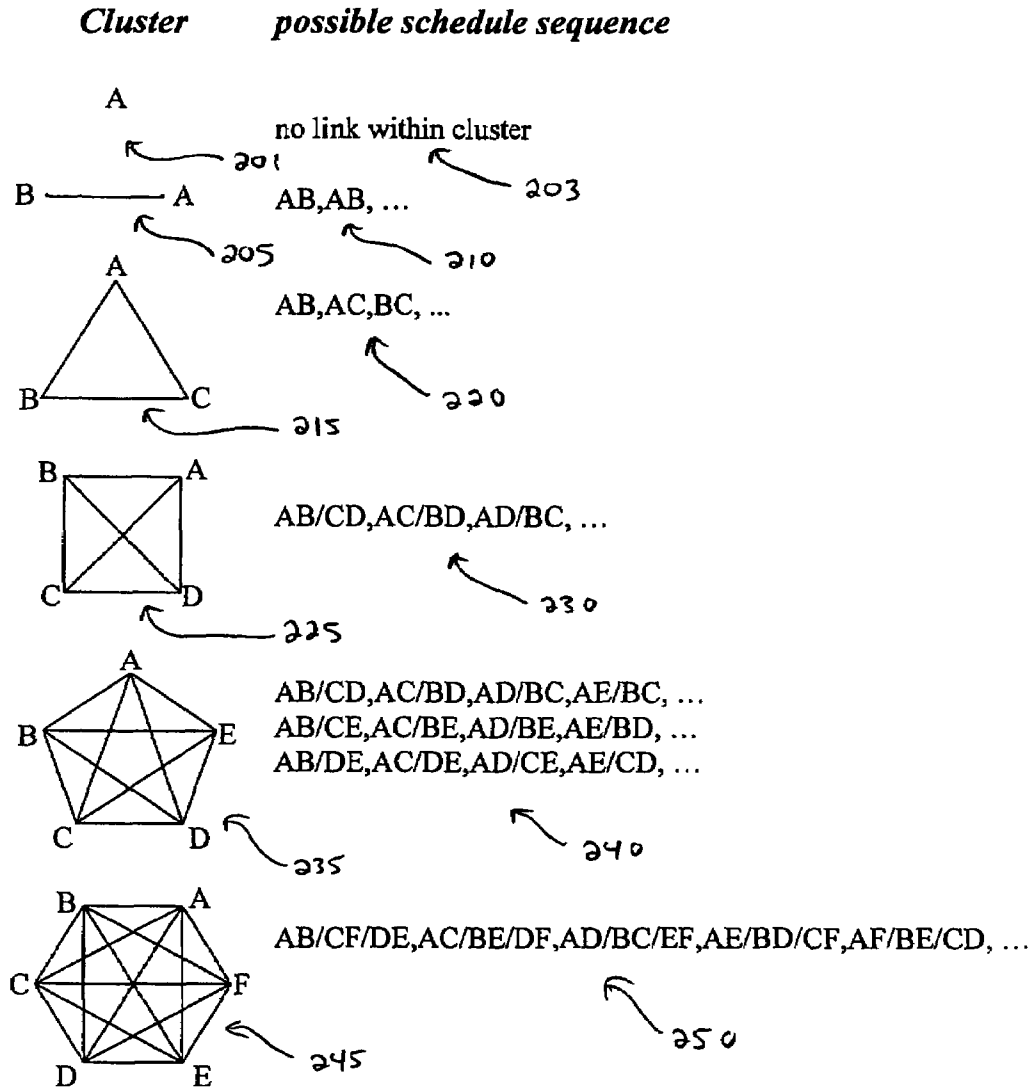 Cluster possible schedule sequence
A
no link within cluster
201
203
B A AB,AB, ...
205
210
A
AB,AC,BC, ...
B C
220
215
B A
AB/CD,AC/BD,AD/BC, ...
C D
230
225
A
AB/CD,AC/BD,AD/BC,AE/BC, ...
B E AB/CE,AC/BE,AD/BE,AE/BD, ...
AB/DE,AC/DE,AD/CE,AE/CD, ...
C D
240
235
B A
AB/CF/DE,AC/BE/DF,AD/BC/EF,AE/BD/CF,AF/BE/CD, ...
C F
250
245
D E